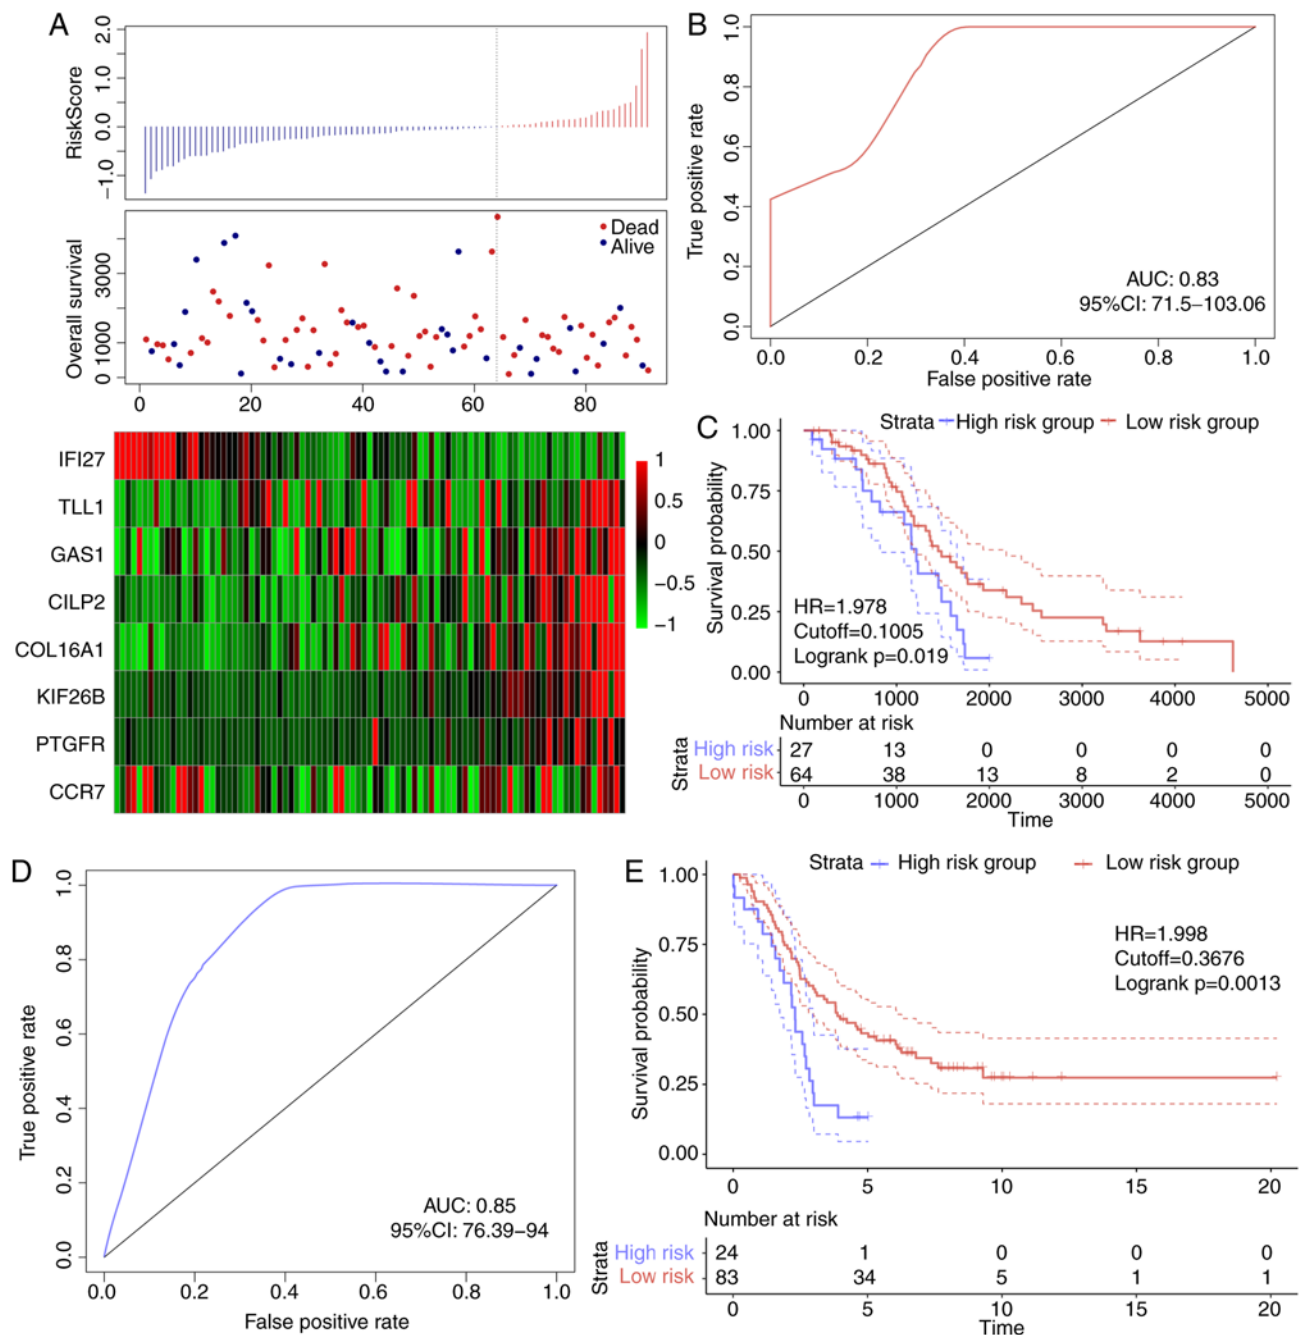 A
RiskScore
2.0
1.0
0.0
−1.0
Overall survival
3000
1000
0
Dead
Alive
0 20 40 60 80
IFI27
TLL1
GAS1
CILP2
COL16A1
KIF26B
PTGFR
CCR7
1
0.5
0
−0.5
−1
B
True positive rate
1.0
0.8
0.6
0.4
0.2
0.0
AUC: 0.83
95%CI: 71.5–103.06
0.0 0.2 0.4 0.6 0.8 1.0
False positive rate
C
Strata High risk group Low risk group
Survival probability
1.00
0.75
0.50
0.25
0.00
HR=1.978
Cutoff=0.1005
Logrank p=0.019
0 1000 2000 3000 4000 5000
Number at risk
Strata
High risk 27 13 0 0 0 0
Low risk 64 38 13 8 2 0
0 1000 2000 3000 4000 5000
Time
D
True positive rate
1.0
0.8
0.6
0.4
0.2
0.0
AUC: 0.85
95%CI: 76.39–94
0.0 0.2 0.4 0.6 0.8 1.0
False positive rate
E
Strata High risk group Low risk group
Survival probability
1.00
0.75
0.50
0.25
0.00
HR=1.998
Cutoff=0.3676
Logrank p=0.0013
0 5 10 15 20
Number at risk
Strata
High risk 24 1 0 0 0
Low risk 83 34 5 1 1
0 5 10 15 20
Time